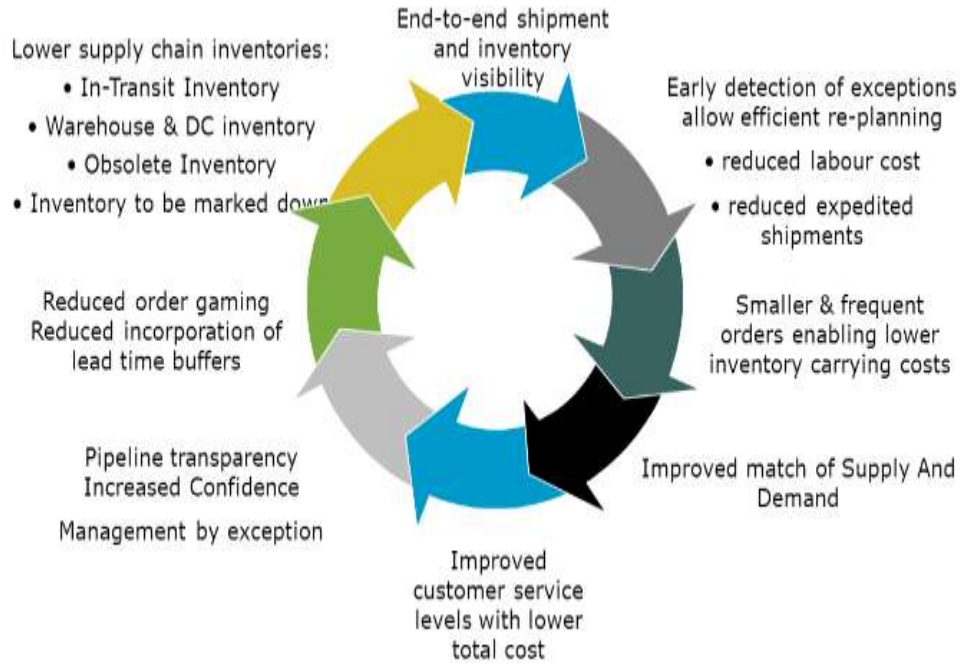 End-to-end shipment
and inventory
visibility
Early detection of exceptions
allow efficient re-planning
• reduced labour cost
• reduced expedited
shipments
Smaller & frequent
orders enabling lower
inventory carrying costs
Improved match of Supply And
Demand
Improved
customer service
levels with lower
total cost
Pipeline transparency
Increased Confidence
Management by exception
Reduced order gaming
Reduced incorporation of
lead time buffers
Lower supply chain inventories:
• In-Transit Inventory
• Warehouse & DC inventory
• Obsolete Inventory
• Inventory to be marked down